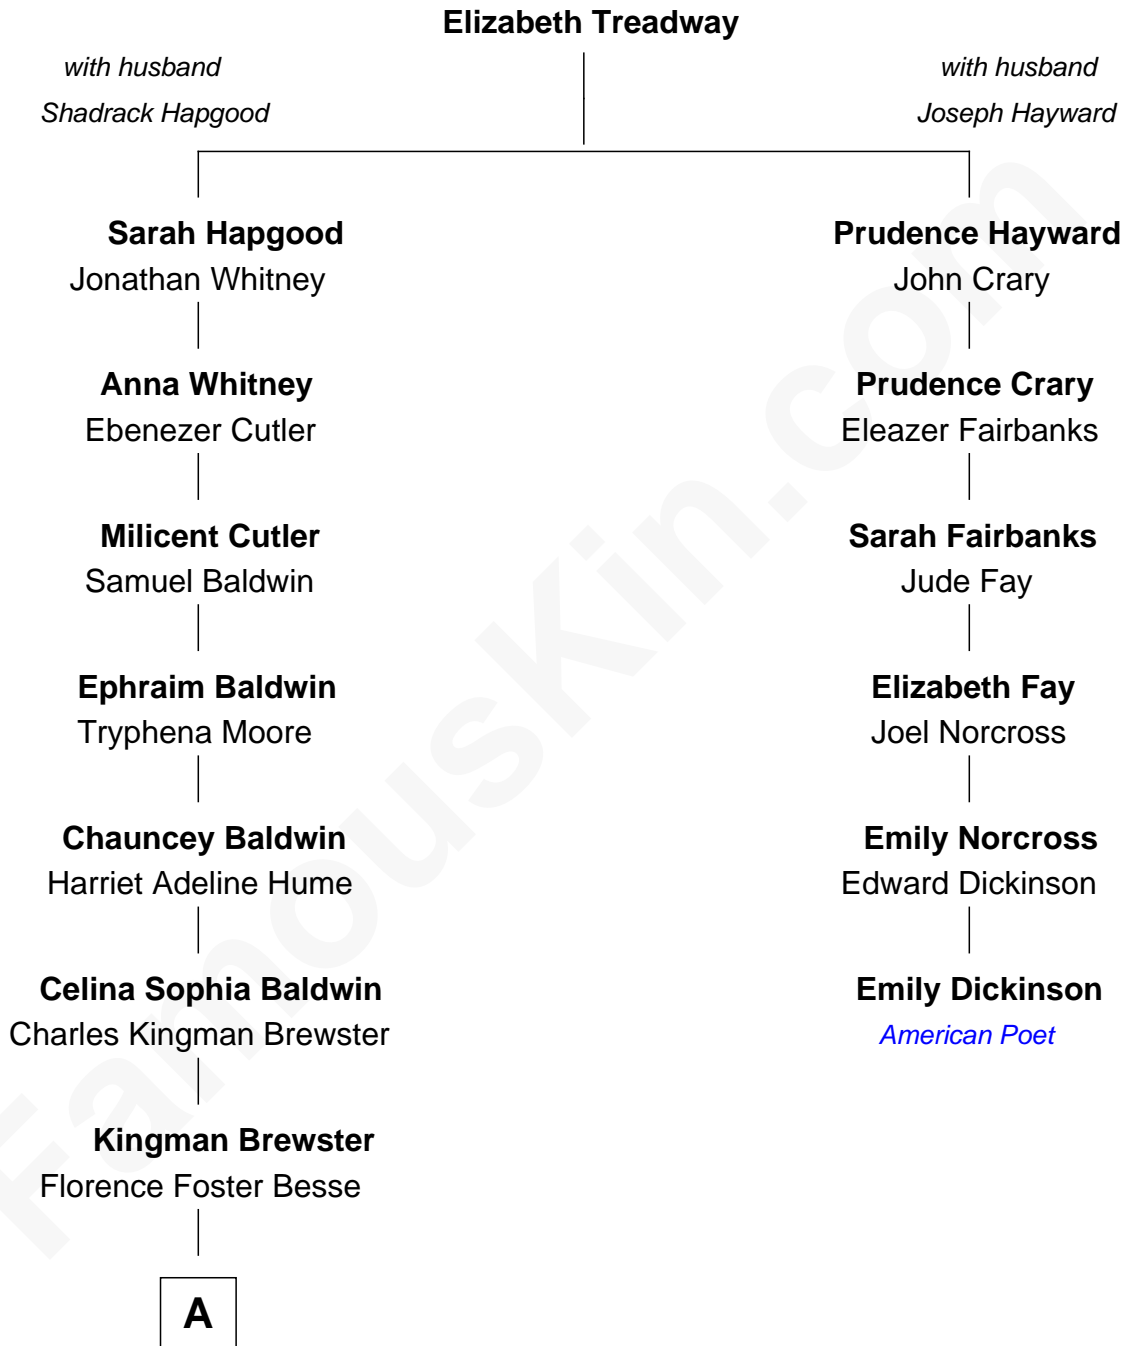 Elizabeth Treadway
with husband
Shadrack Hapgood
with husband
Joseph Hayward
Sarah Hapgood
Jonathan Whitney
Prudence Hayward
John Crary
Anna Whitney
Ebenezer Cutler
Prudence Crary
Eleazer Fairbanks
Milicent Cutler
Samuel Baldwin
Sarah Fairbanks
Jude Fay
Ephraim Baldwin
Tryphena Moore
Elizabeth Fay
Joel Norcross
Chauncey Baldwin
Harriet Adeline Hume
Emily Norcross
Edward Dickinson
Celina Sophia Baldwin
Charles Kingman Brewster
Emily Dickinson
American Poet
Kingman Brewster
Florence Foster Besse
A
FamousKin.com